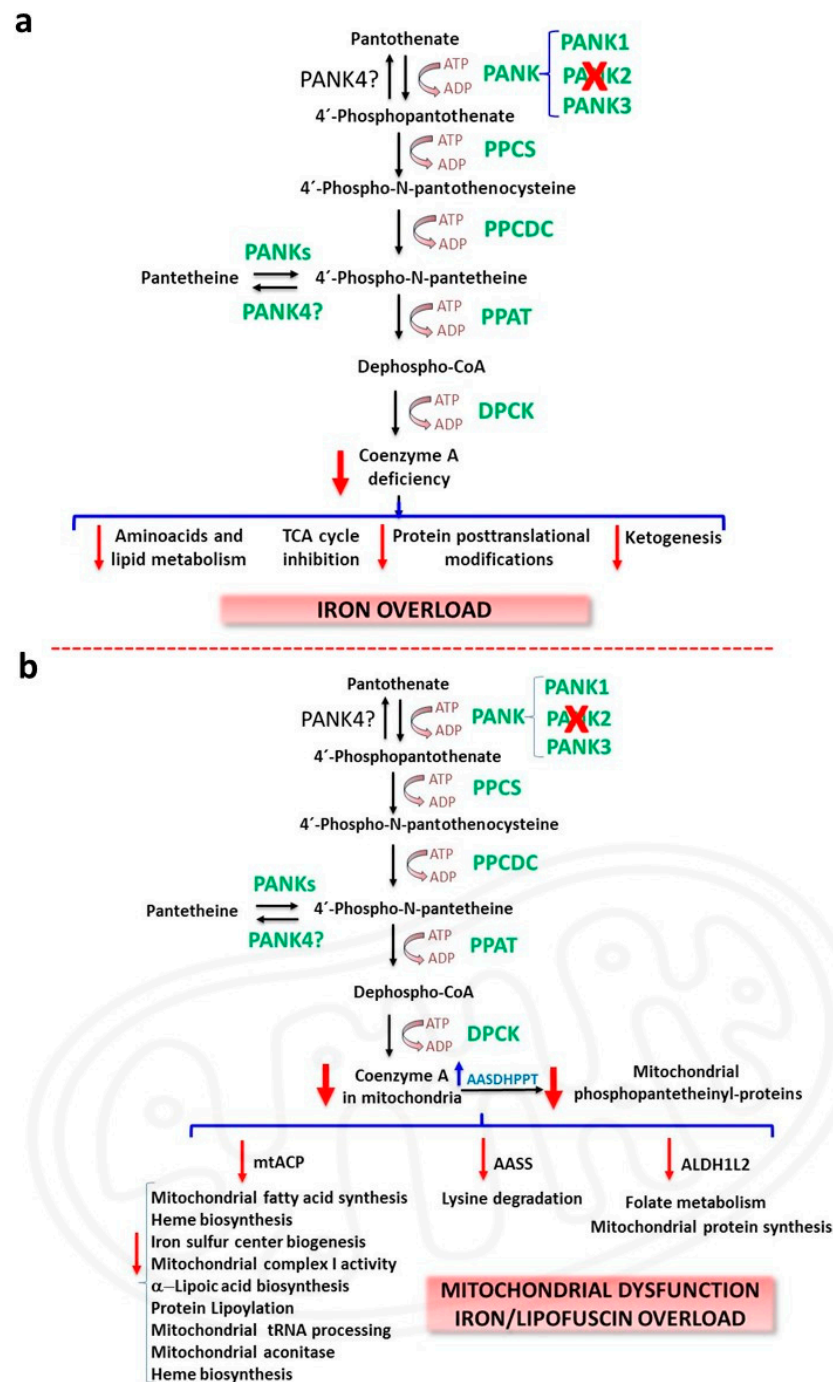 a
Pantothenate
PANK4?
ATP
ADP
PANK
PANK1
PANK2
PANK3
4´-Phosphopantothenate
ATP
ADP
PPCS
4´-Phospho-N-pantothenocysteine
ATP
ADP
PPCDC
PANKs
Pantetheine
4´-Phospho-N-pantetheine
PANK4?
ATP
ADP
PPAT
Dephospho-CoA
ATP
ADP
DPCK
Coenzyme A
deficiency
Aminoacids and
lipid metabolism
TCA cycle
inhibition
Protein posttranslational
modifications
Ketogenesis
IRON OVERLOAD
b
Pantothenate
PANK4?
ATP
ADP
PANK
PANK1
PANK2
PANK3
4´-Phosphopantothenate
ATP
ADP
PPCS
4´-Phospho-N-pantothenocysteine
ATP
ADP
PPCDC
PANKs
Pantetheine
4´-Phospho-N-pantetheine
PANK4?
ATP
ADP
PPAT
Dephospho-CoA
ATP
ADP
DPCK
Coenzyme A
in mitochondria
AASDHPPT
Mitochondrial
phosphopantetheinyl-proteins
mtACP
AASS
ALDH1L2
Mitochondrial fatty acid synthesis
Heme biosynthesis
Iron sulfur center biogenesis
Mitochondrial complex I activity
α–Lipoic acid biosynthesis
Protein Lipoylation
Mitochondrial tRNA processing
Mitochondrial aconitase
Heme biosynthesis
Lysine degradation
Folate metabolism
Mitochondrial protein synthesis
MITOCHONDRIAL DYSFUNCTION
IRON/LIPOFUSCIN OVERLOAD